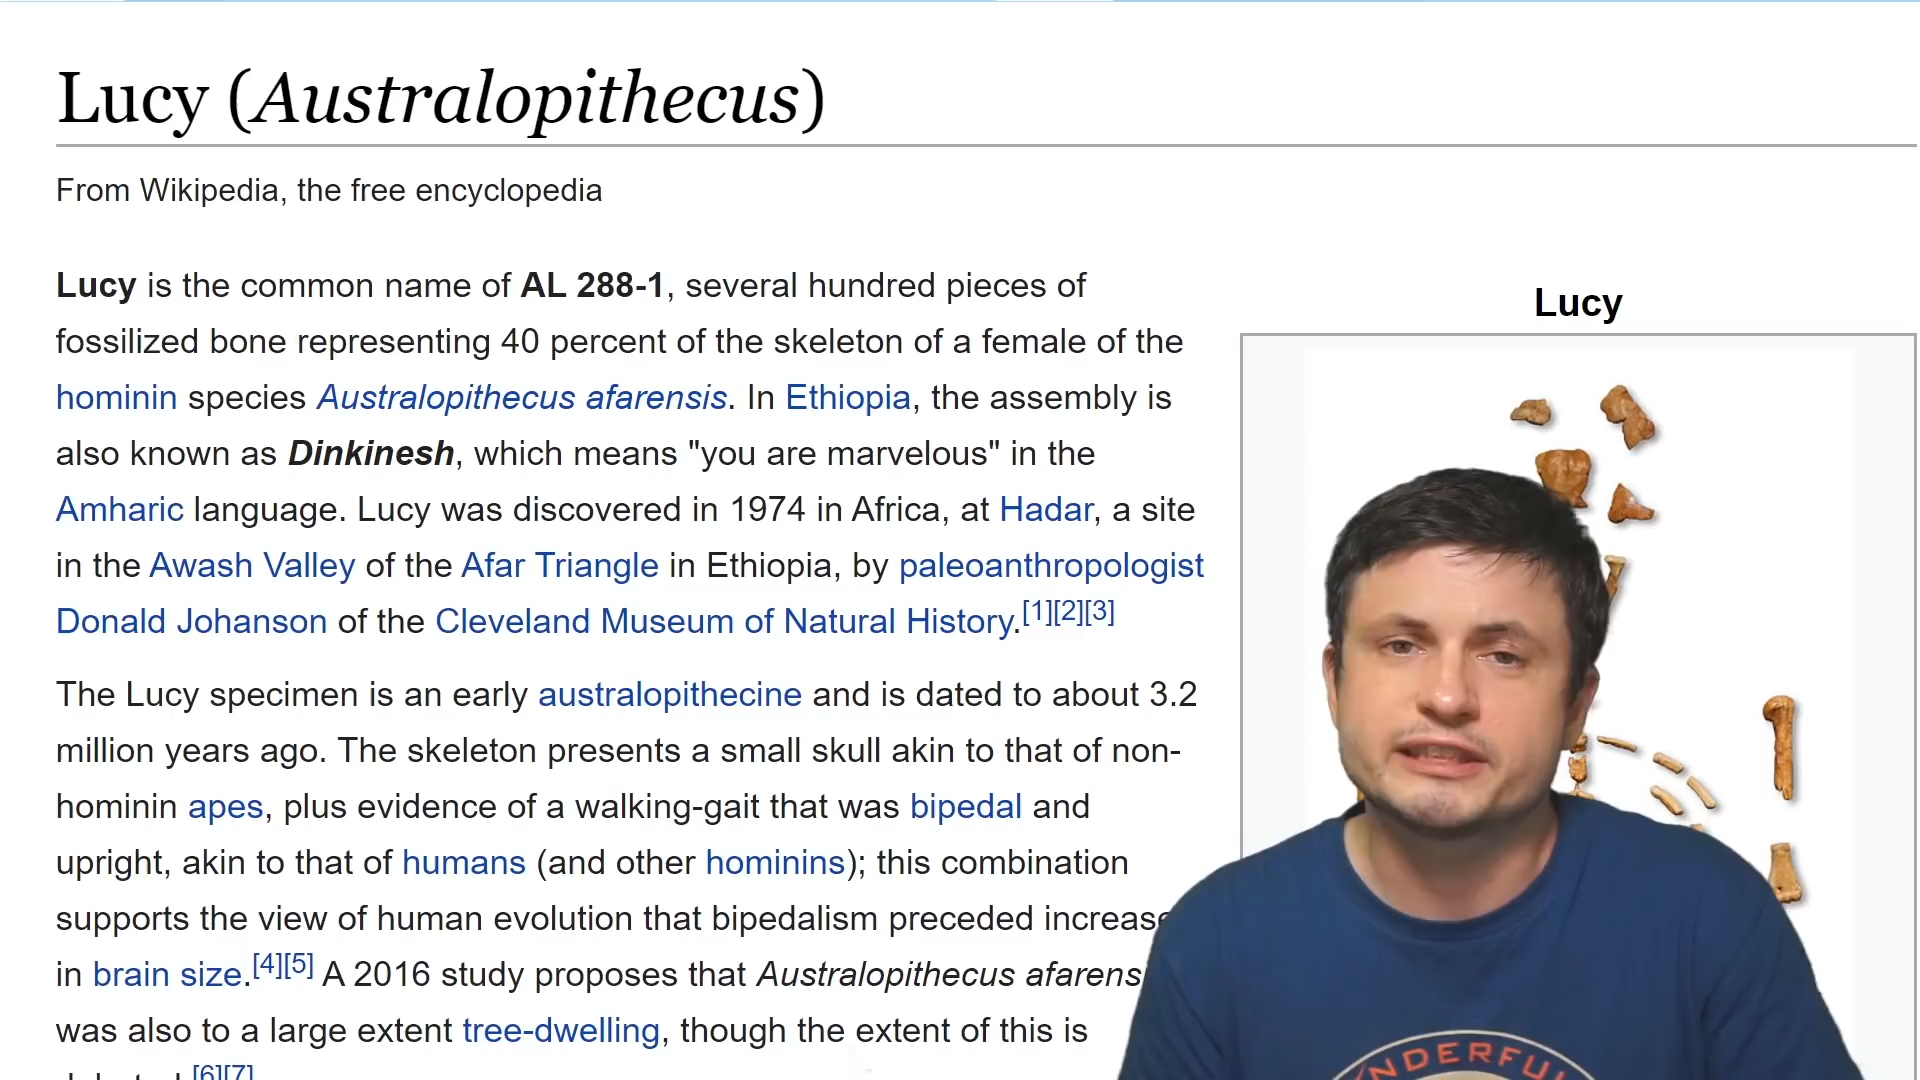 Lucy (Australopithecus)
From Wikipedia, the free encyclopedia
Lucy is the common name of AL 288-1, several hundred pieces of
fossilized bone representing 40 percent of the skeleton of a female of the
hominin species Australopithecus afarensis. In Ethiopia, the assembly is
also known as Dinkinesh, which means "you are marvelous" in the
Amharic language. Lucy was discovered in 1974 in Africa, at Hadar, a site
in the Awash Valley of the Afar Triangle in Ethiopia, by paleoanthropologist
Donald Johanson of the Cleveland Museum of Natural History.[1][2][3]
The Lucy specimen is an early australopithecine and is dated to about 3.2
million years ago. The skeleton presents a small skull akin to that of non-
hominin apes, plus evidence of a walking-gait that was bipedal and
upright, akin to that of humans (and other hominins); this combination
supports the view of human evolution that bipedalism preceded increase
in brain size.[4][5] A 2016 study proposes that Australopithecus afarensi
was also to a large extent tree-dwelling, though the extent of this is
[6][7]
Lucy
NDERFUL